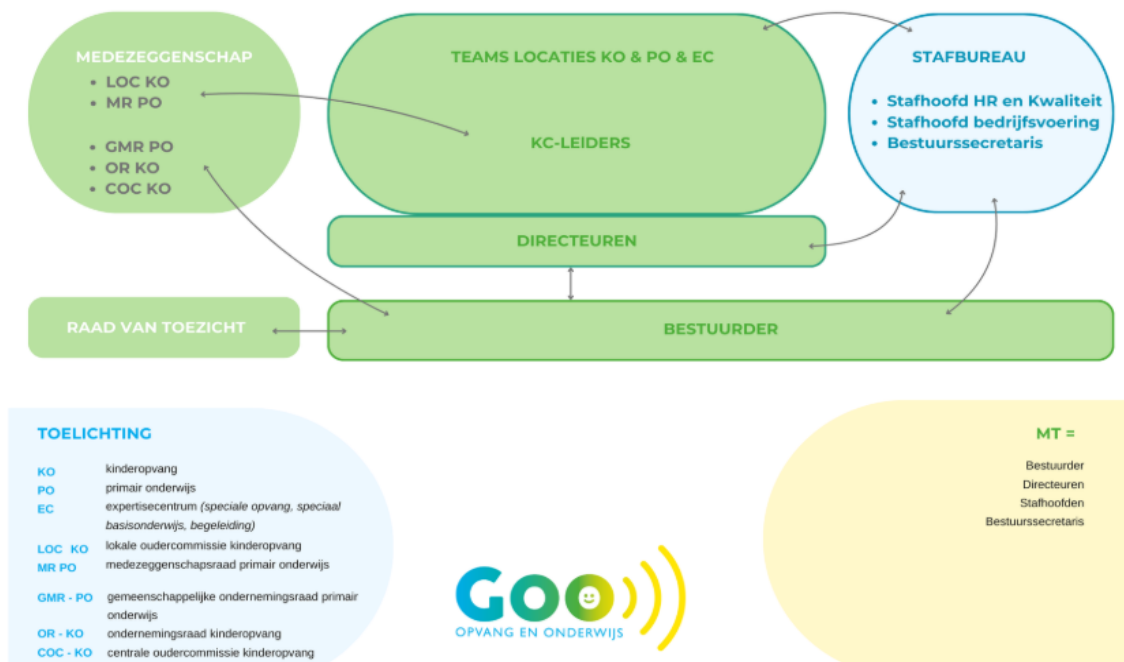 MEDEZEGGENSCHAP
• LOC KO
• MR PO
• GMR PO
• OR KO
• COC KO
TEAMS LOCATIES KO & PO & EC
KC-LEIDERS
STAFBUREAU
• Stafhoofd HR en Kwaliteit
• Stafhoofd bedrijfsvoering
• Bestuurssecretaris
DIRECTEUREN
RAAD VAN TOEZICHT
BESTUURDER
TOELICHTING
KO kinderopvang
PO primair onderwijs
EC expertisecentrum (speciale opvang, speciaal
basisonderwijs, begeleiding)
LOC KO lokale oudercommissie kinderopvang
MR PO medezeggenschapsraad primair onderwijs
GMR - PO gemeenschappelijke ondernemingsraad primair
onderwijs
OR - KO ondernemingsraad kinderopvang
COC - KO centrale oudercommissie kinderopvang
GOO
OPVANG EN ONDERWIJS
MT =
Bestuurder
Directeuren
Stafhoofden
Bestuurssecretaris